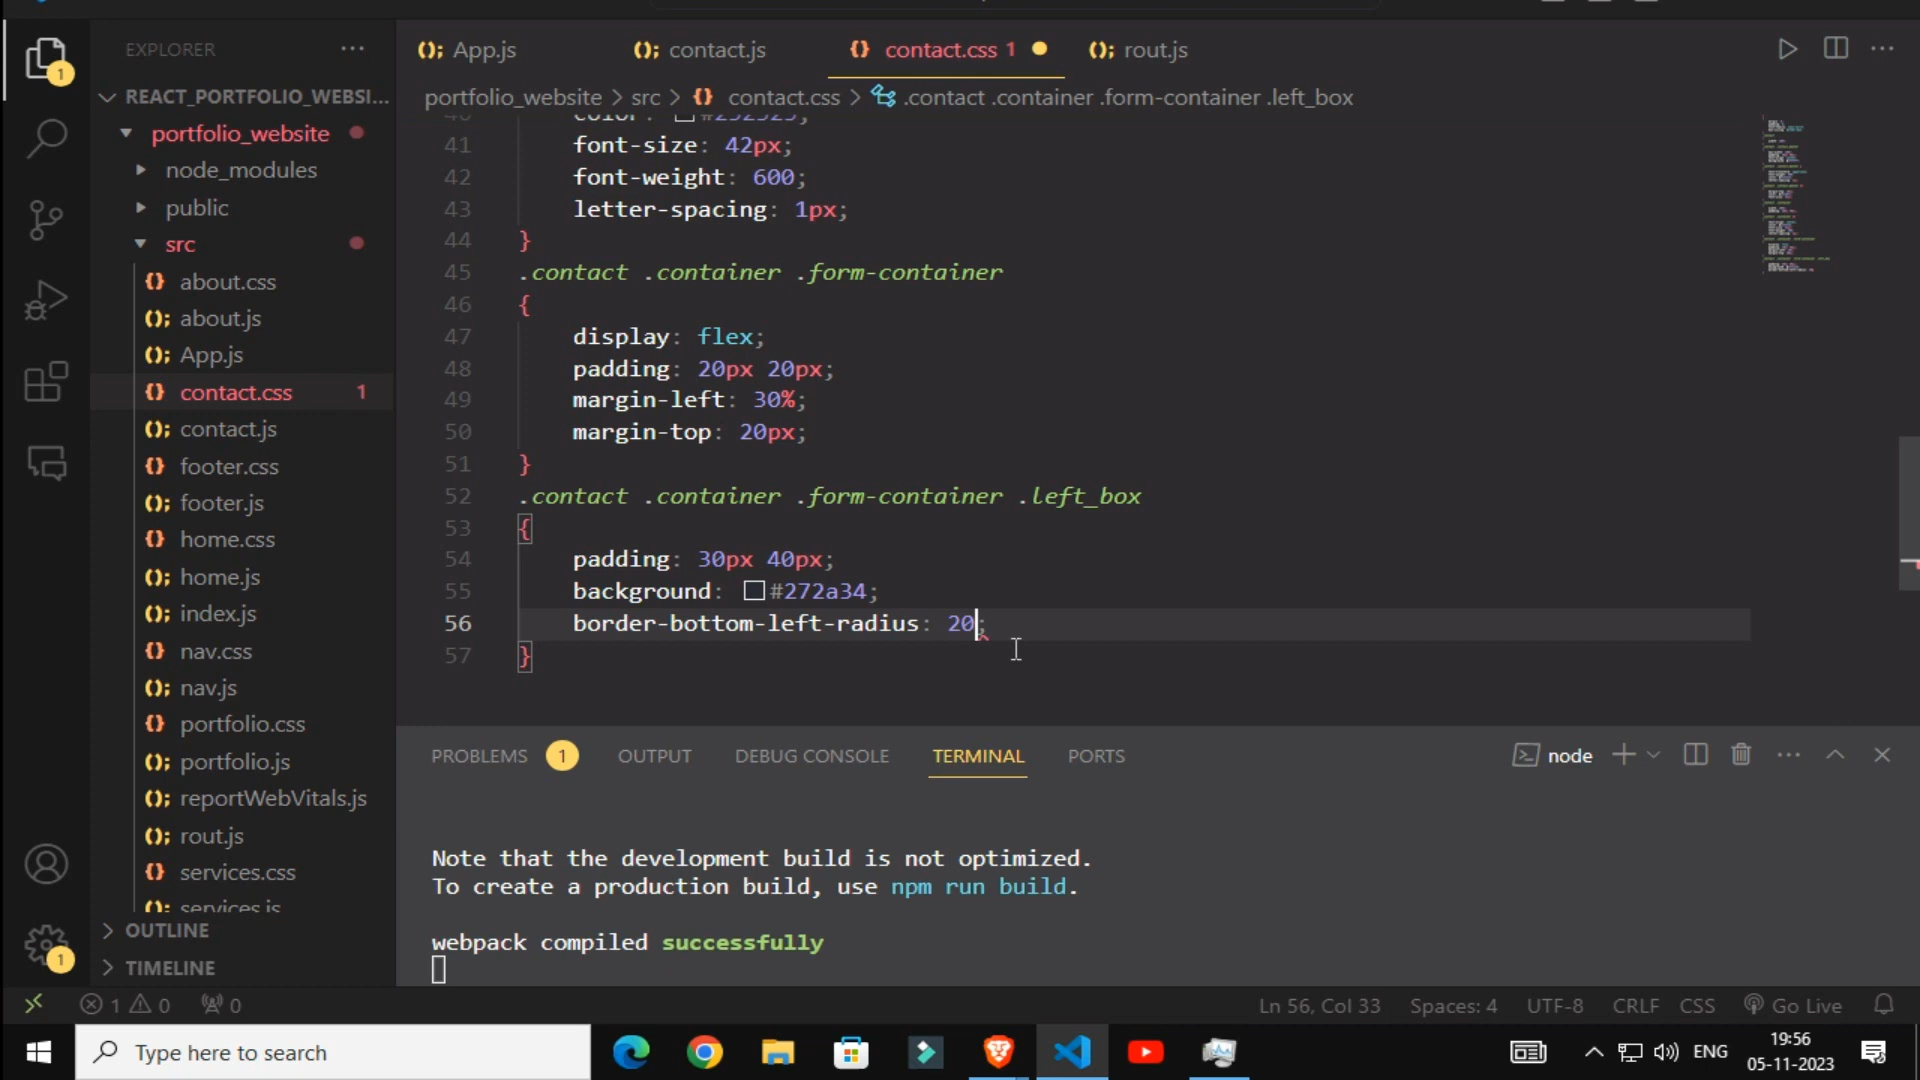 EXPLORER
REACT_PORTFOLIO_WEBSI...
portfolio_website
node_modules
public
src
about.css
about.js
App.js
contact.css 1
contact.js
footer.css
footer.js
home.css
home.js
index.js
nav.css
nav.js
portfolio.css
portfolio.js
reportWebVitals.js
rout.js
services.css
services.js
OUTLINE
TIMELINE
1
1
App.js
contact.js
contact.css 1
rout.js
portfolio_website > src > {} contact.css > .contact .container .form-container .left_box
40 color: #252525;
41 font-size: 42px;
42 font-weight: 600;
43 letter-spacing: 1px;
44 }
45 .contact .container .form-container
46 {
47 display: flex;
48 padding: 20px 20px;
49 margin-left: 30%;
50 margin-top: 20px;
51 }
52 .contact .container .form-container .left_box
53 {
54 padding: 30px 40px;
55 background: #272a34;
56 border-bottom-left-radius: 20;
57 }
PROBLEMS 1 OUTPUT DEBUG CONSOLE TERMINAL PORTS
node
Note that the development build is not optimized.
To create a production build, use npm run build.
webpack compiled successfully
1 0 0
Ln 56, Col 33 Spaces: 4 UTF-8 CRLF CSS Go Live
Type here to search
ENG
19:56
05-11-2023